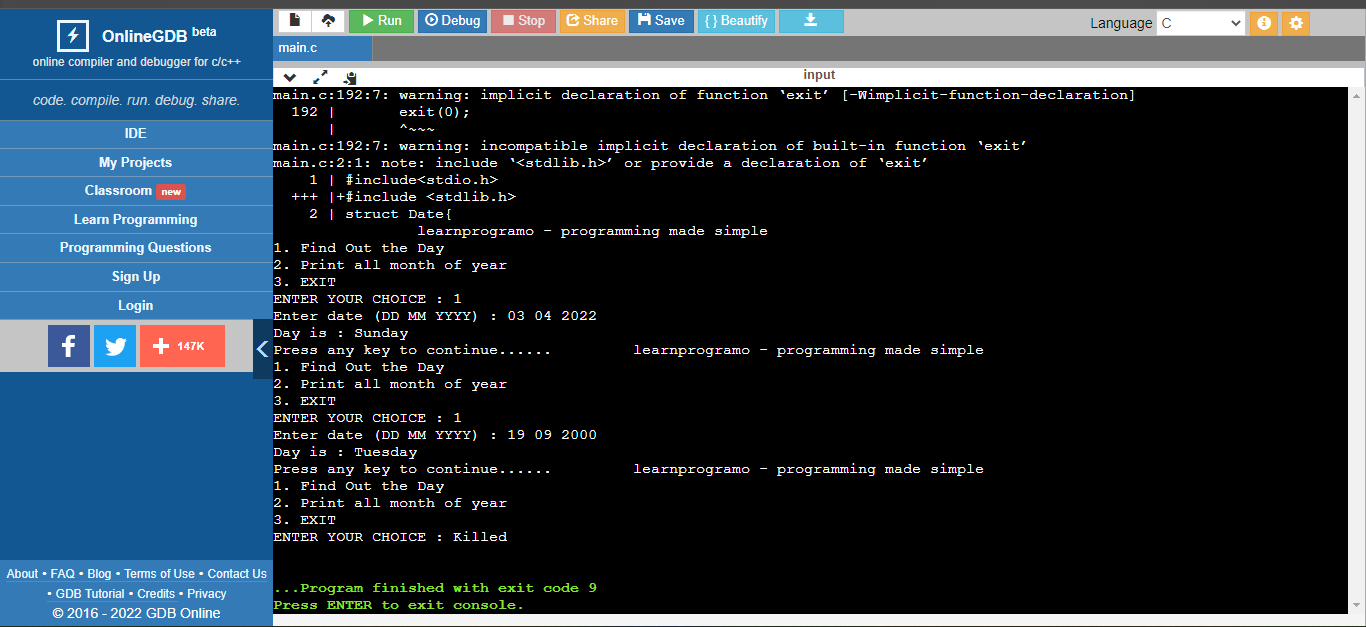 OnlineGDB beta
online compiler and debugger for c/c++
code. compile. run. debug. share.
IDE
My Projects
Classroom new
Learn Programming
Programming Questions
Sign Up
Login
147K
About • FAQ • Blog • Terms of Use • Contact Us
• GDB Tutorial • Credits • Privacy
© 2016 - 2022 GDB Online
Run Debug Stop Share Save { } Beautify Language C
main.c
input
main.c:192:7: warning: implicit declaration of function ‘exit’ [-Wimplicit-function-declaration]
192 | exit(0);
| ^~~~
main.c:192:7: warning: incompatible implicit declaration of built-in function ‘exit’
main.c:2:1: note: include ‘<stdlib.h>’ or provide a declaration of ‘exit’
1 | #include<stdio.h>
+++ |+#include <stdlib.h>
2 | struct Date{
learnprogramo - programming made simple
1. Find Out the Day
2. Print all month of year
3. EXIT
ENTER YOUR CHOICE : 1
Enter date (DD MM YYYY) : 03 04 2022
Day is : Sunday
Press any key to continue...... learnprogramo - programming made simple
1. Find Out the Day
2. Print all month of year
3. EXIT
ENTER YOUR CHOICE : 1
Enter date (DD MM YYYY) : 19 09 2000
Day is : Tuesday
Press any key to continue...... learnprogramo - programming made simple
1. Find Out the Day
2. Print all month of year
3. EXIT
ENTER YOUR CHOICE : Killed
...Program finished with exit code 9
Press ENTER to exit console.